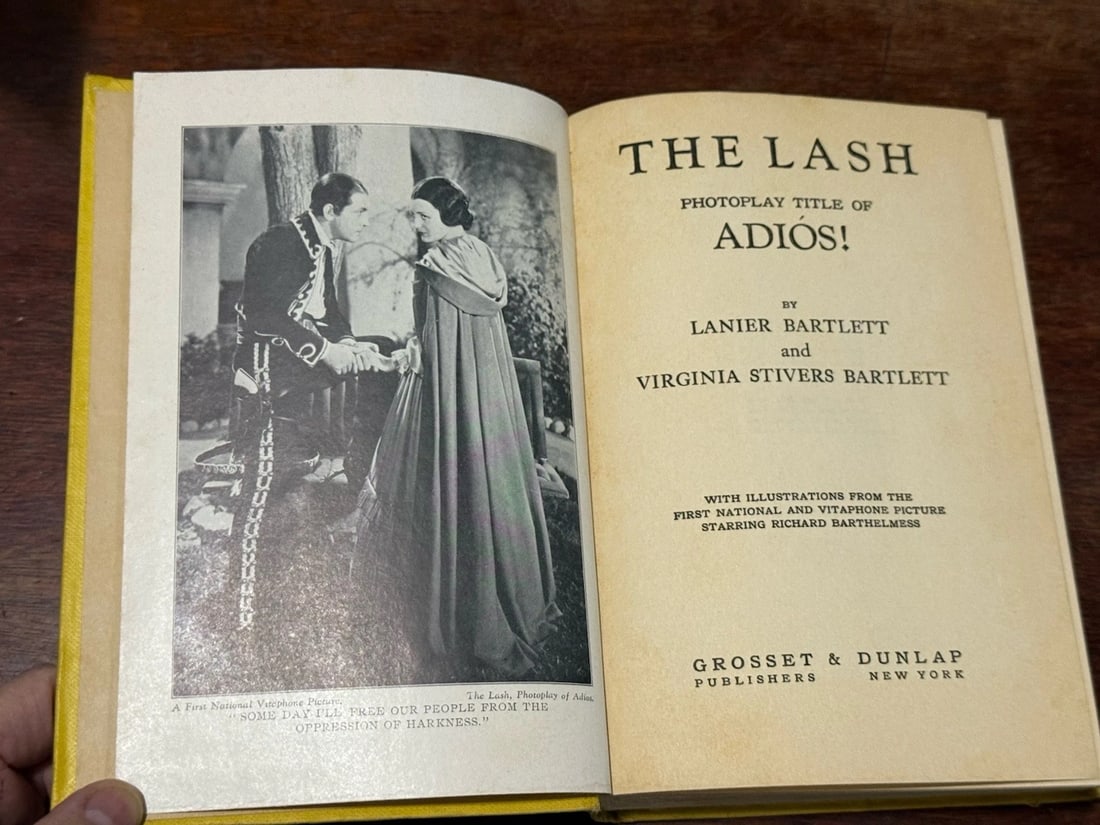 A First National Vitaphone Picture.
The Lash, Photoplay of Adios.
"SOME DAY I'LL FREE OUR PEOPLE FROM THE
OPPRESSION OF HARKNESS."
THE LASH
PHOTOPLAY TITLE OF
ADIÓS!
BY
LANIER BARTLETT
and
VIRGINIA STIVERS BARTLETT
WITH ILLUSTRATIONS FROM THE
FIRST NATIONAL AND VITAPHONE PICTURE
STARRING RICHARD BARTHELMESS
GROSSET & DUNLAP
PUBLISHERS NEW YORK